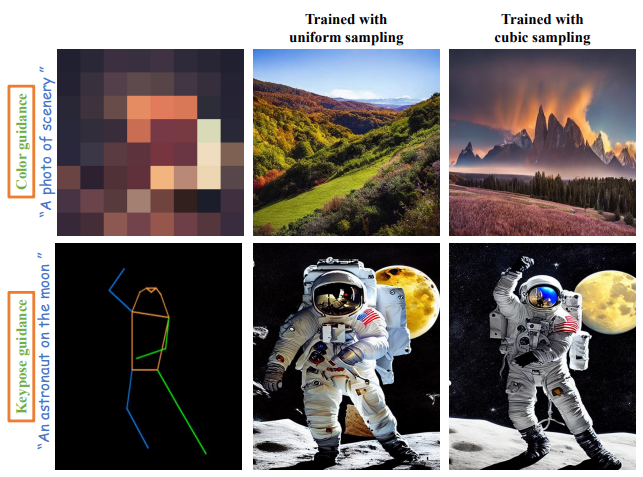 Trained with
uniform sampling
Trained with
cubic sampling
Color guidance
“A photo of scenery”
Keypose guidance
“An astronaut on the moon”